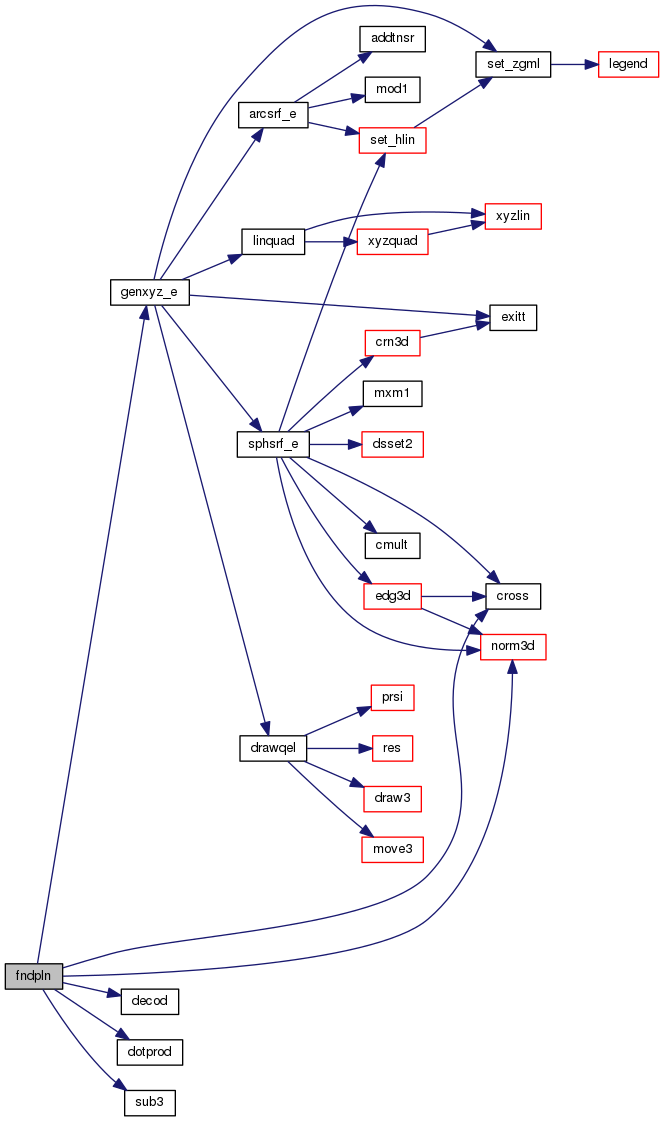 addtnsr
set_zgml
legend
mod1
arcsrf_e
set_hlin
xyzlin
linquad
xyzquad
genxyz_e
exitt
crn3d
mxm1
sphsrf_e
dsset2
cmult
edg3d
cross
norm3d
prsi
drawqel
res
draw3
move3
fndpln
decod
dotprod
sub3